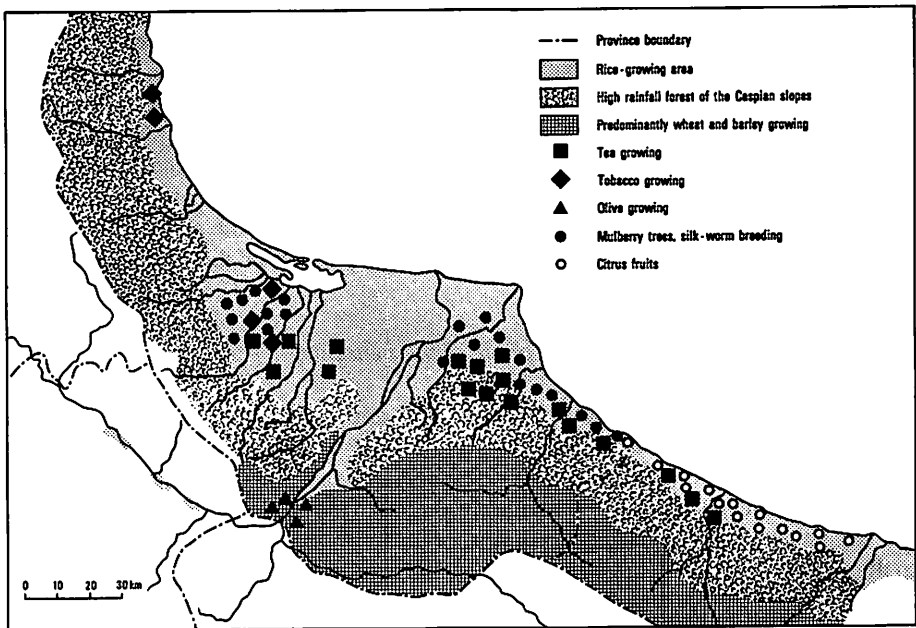 Province boundary
Rice-growing area
High rainfall forest of the Caspian slopes
Predominantly wheat and barley growing
Tea growing
Tobacco growing
Olive growing
Mulberry trees, silk-worm breeding
Citrus fruits
0 10 20 30 km